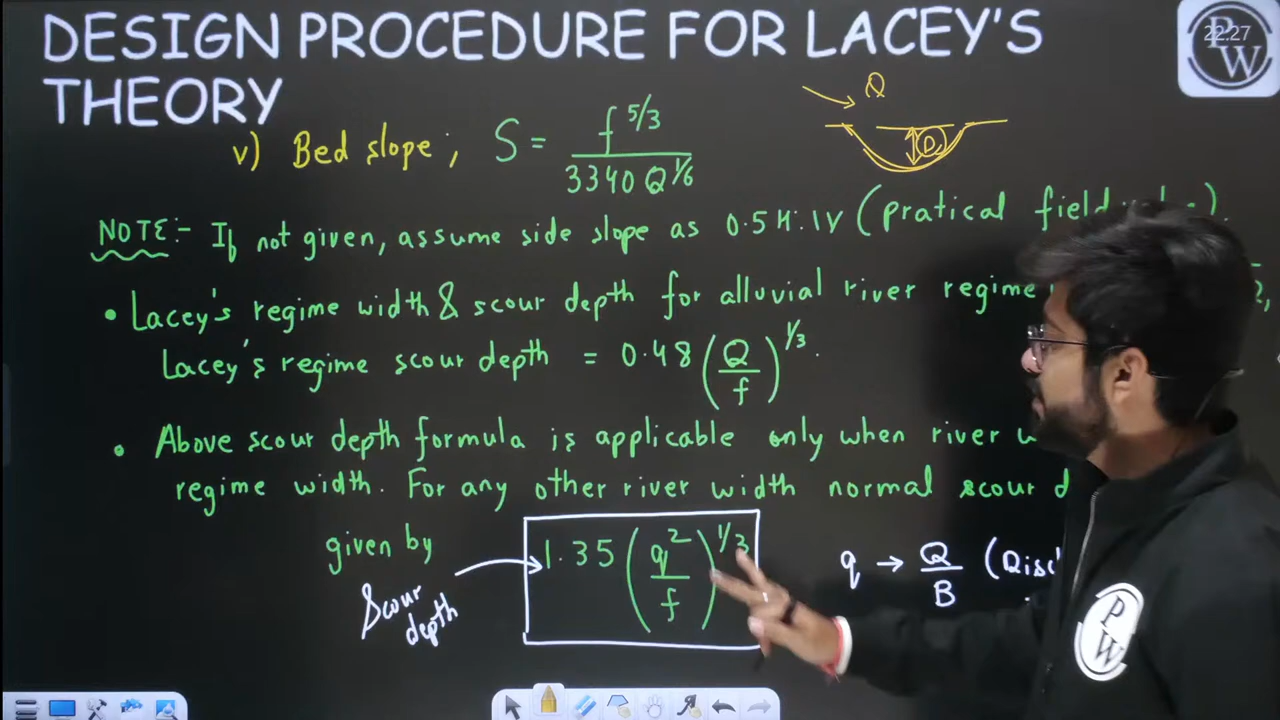 DESIGN PROCEDURE FOR LACEY'S
THEORY
PW
22:27
Q
D
v) Bed slope ; S = f^5/3 / 3340 Q^1/6
NOTE:- If not given, assume side slope as 0.5H:1V (pratical field
• Lacey's regime width & scour depth for alluvial river regime
Lacey's regime scour depth = 0.48 (Q/f)^1/3.
• Above scour depth formula is applicable only when river
regime width. For any other river width normal scour
given by 1.35 (q²/f)^1/3 q → Q/B
Scour
depth
PW